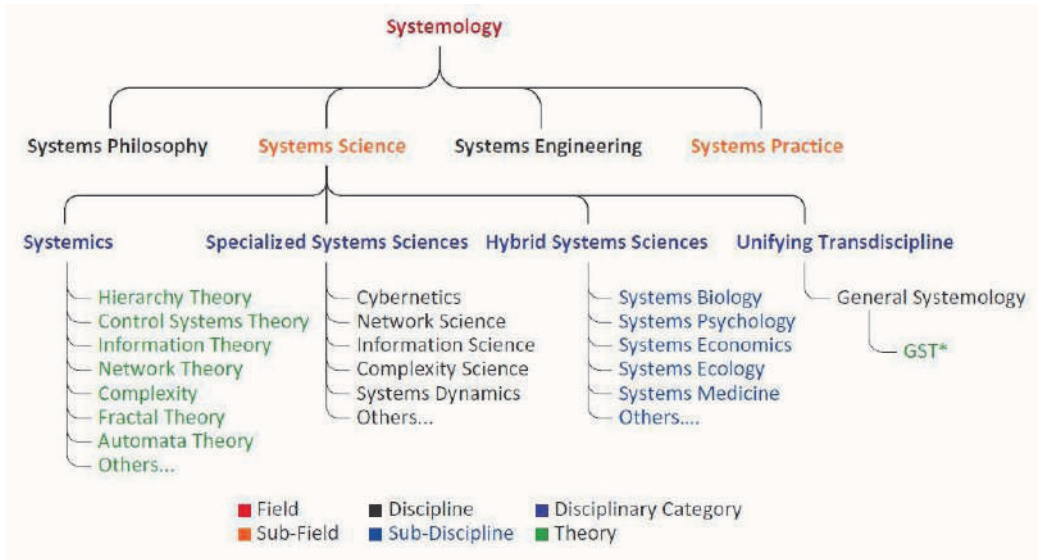 Systemology
Systems Philosophy Systems Science Systems Engineering Systems Practice
Systemics Specialized Systems Sciences Hybrid Systems Sciences Unifying Transdiscipline
Hierarchy Theory
Control Systems Theory
Information Theory
Network Theory
Complexity
Fractal Theory
Automata Theory
Others...
Cybernetics
Network Science
Information Science
Complexity Science
Systems Dynamics
Others...
Systems Biology
Systems Psychology
Systems Economics
Systems Ecology
Systems Medicine
Others....
General Systemology
GST*
Field Discipline Disciplinary Category
Sub-Field Sub-Discipline Theory